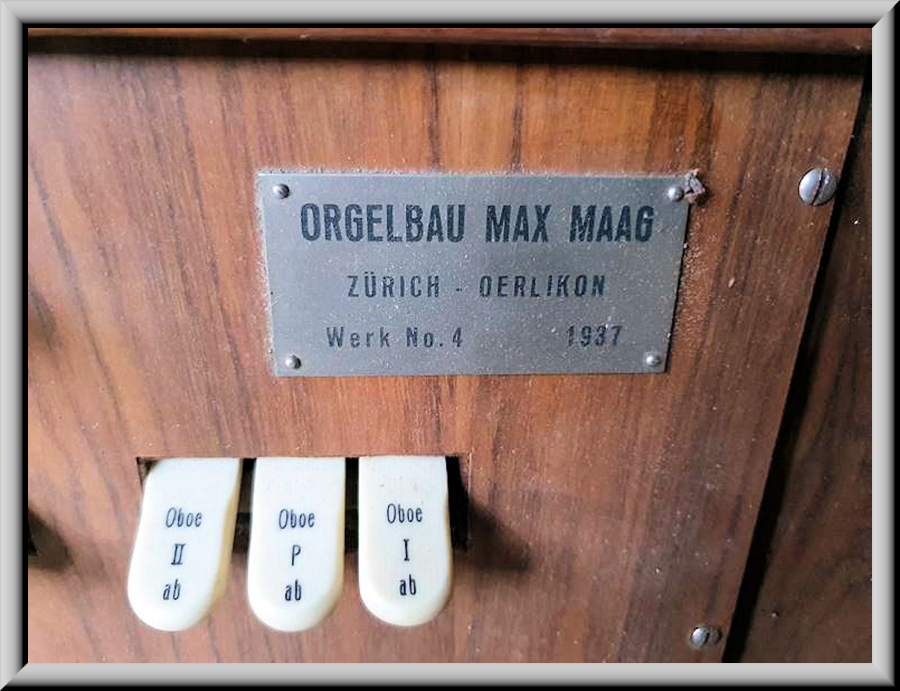 ORGELBAU MAX MAAG
ZÜRICH - OERLIKON
Werk No. 4 1937
Oboe
II
ab
Oboe
P
ab
Oboe
I
ab